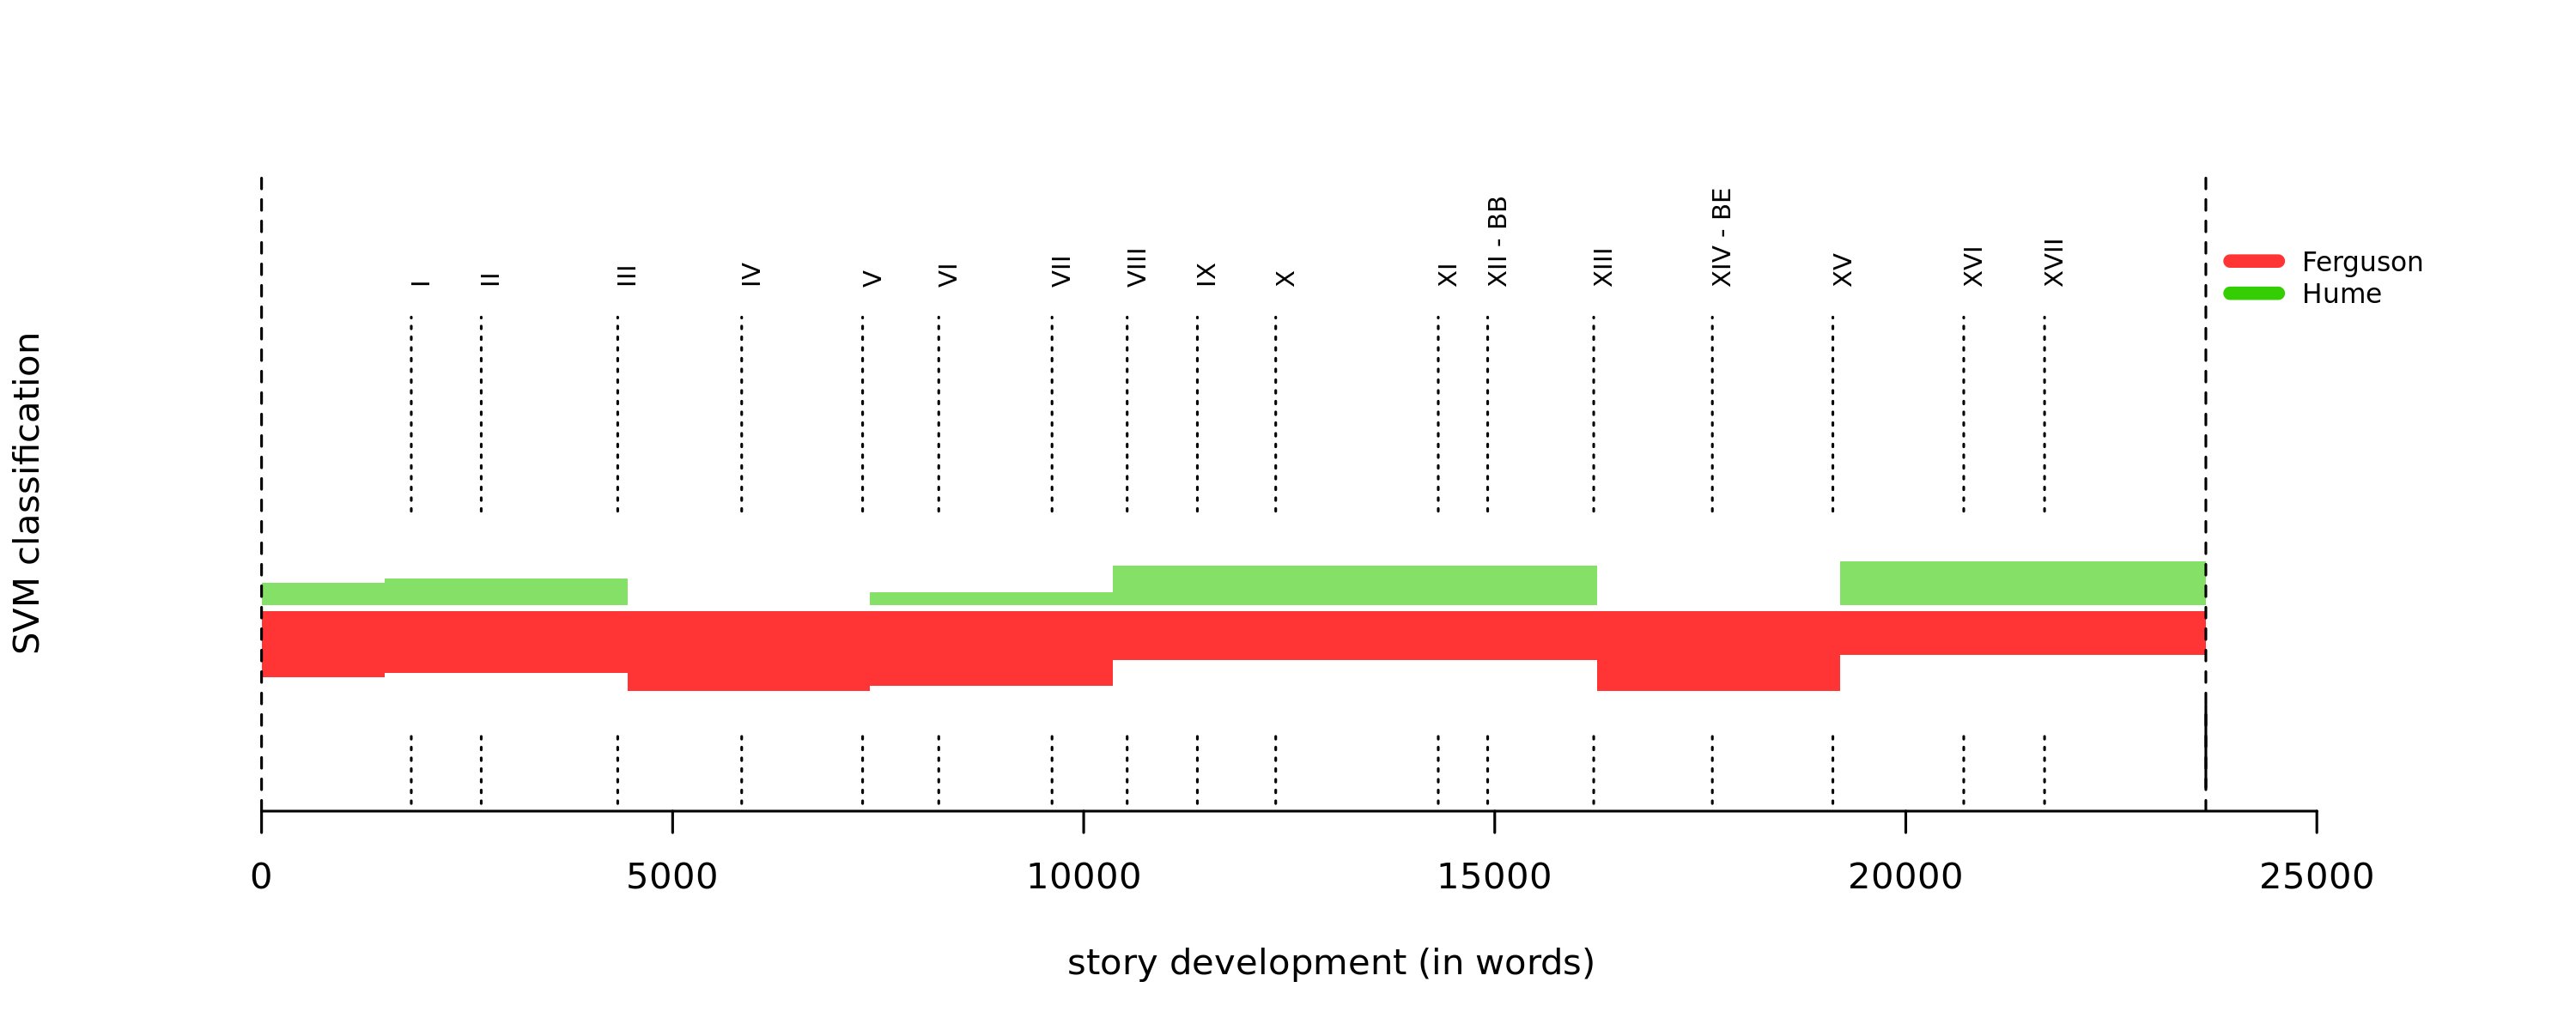 SVM classification
I
II
III
IV
V
VI
VII
VIII
IX
X
XI
XII - BB
XIII
XIV - BE
XV
XVI
XVII
Ferguson
Hume
0
5000
10000
15000
20000
25000
story development (in words)